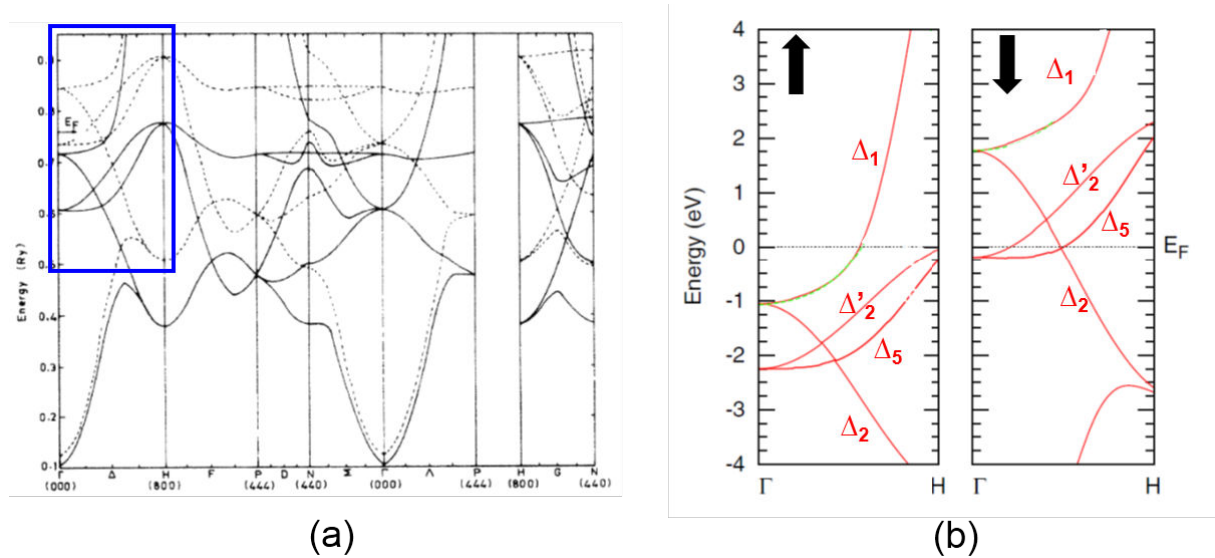 0.9
0.8
E_F
0.7
0.6
0.5
0.4
0.3
0.2
0.1
Energy (Ry)
Γ Δ H F P D N Σ Γ Λ P H G N
(000) (800) (444) (440) (000) (444) (800) (440)
(a)
4
3
2
1
0
-1
-2
-3
-4
Energy (eV)
Δ₁
Δ'₂
Δ₅
Δ₂
Γ H
Δ₁
Δ'₂
Δ₅
Δ₂
E_F
Γ H
(b)